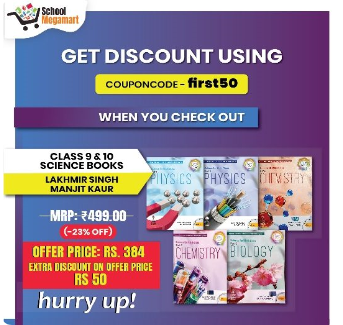 School
Megamart
GET DISCOUNT USING
COUPONCODE - first50
WHEN YOU CHECK OUT
CLASS 9 & 10
SCIENCE BOOKS
LAKHMIR SINGH
MANJIT KAUR
MRP: ₹499.00
(-23% OFF)
OFFER PRICE: RS. 384
EXTRA DISCOUNT ON OFFER PRICE
RS 50
hurry up!
PHYSICS
PHYSICS
CHEMISTRY
CHEMISTRY
BIOLOGY